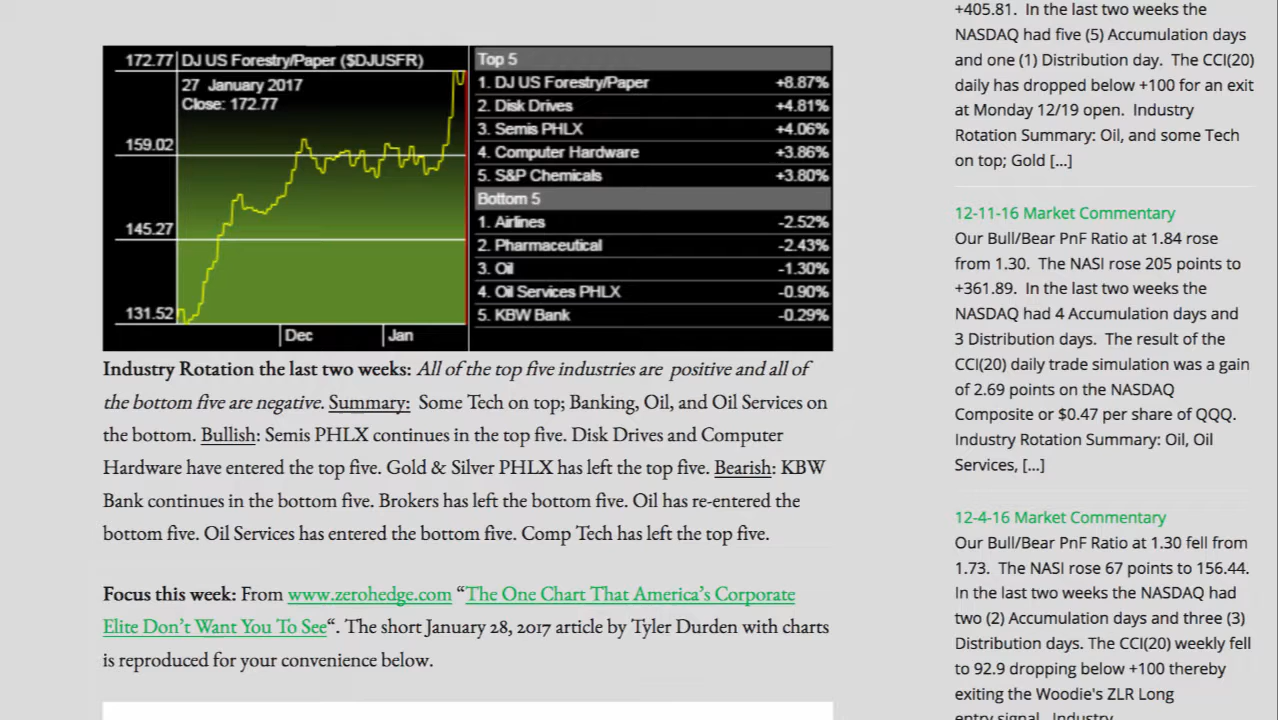 172.77 DJ US Forestry/Paper ($DJUSFR)
27 January 2017
Close: 172.77
159.02
145.27
131.52
Dec
Jan
Top 5
1. DJ US Forestry/Paper +8.87%
2. Disk Drives +4.81%
3. Semis PHLX +4.06%
4. Computer Hardware +3.86%
5. S&P Chemicals +3.80%
Bottom 5
1. Airlines -2.52%
2. Pharmaceutical -2.43%
3. Oil -1.30%
4. Oil Services PHLX -0.90%
5. KBW Bank -0.29%
Industry Rotation the last two weeks: All of the top five industries are positive and all of
the bottom five are negative. Summary: Some Tech on top; Banking, Oil, and Oil Services on
the bottom. Bullish: Semis PHLX continues in the top five. Disk Drives and Computer
Hardware have entered the top five. Gold & Silver PHLX has left the top five. Bearish: KBW
Bank continues in the bottom five. Brokers has left the bottom five. Oil has re-entered the
bottom five. Oil Services has entered the bottom five. Comp Tech has left the top five.
Focus this week: From www.zerohedge.com “The One Chart That America’s Corporate
Elite Don’t Want You To See“. The short January 28, 2017 article by Tyler Durden with charts
is reproduced for your convenience below.
+405.81. In the last two weeks the
NASDAQ had five (5) Accumulation days
and one (1) Distribution day. The CCI(20)
daily has dropped below +100 for an exit
at Monday 12/19 open. Industry
Rotation Summary: Oil, and some Tech
on top; Gold [...]
12-11-16 Market Commentary
Our Bull/Bear PnF Ratio at 1.84 rose
from 1.30. The NASI rose 205 points to
+361.89. In the last two weeks the
NASDAQ had 4 Accumulation days and
3 Distribution days. The result of the
CCI(20) daily trade simulation was a gain
of 2.69 points on the NASDAQ
Composite or $0.47 per share of QQQ.
Industry Rotation Summary: Oil, Oil
Services, [...]
12-4-16 Market Commentary
Our Bull/Bear PnF Ratio at 1.30 fell from
1.73. The NASI rose 67 points to 156.44.
In the last two weeks the NASDAQ had
two (2) Accumulation days and three (3)
Distribution days. The CCI(20) weekly fell
to 92.9 dropping below +100 thereby
exiting the Woodie's ZLR Long
entry signal. Industry